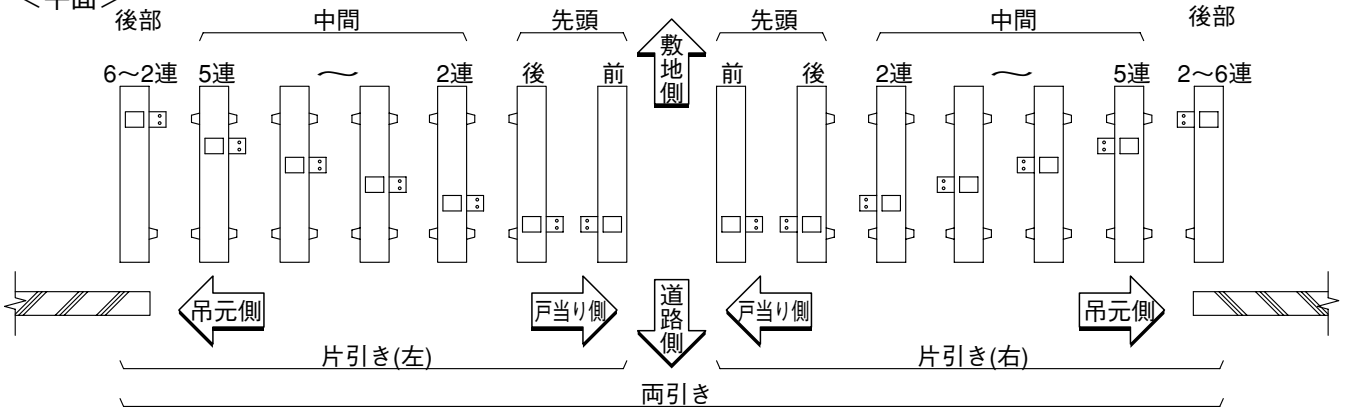 ＜平面＞
後部 中間 先頭 先頭 中間 後部
6～2連 5連 ～ 2連 後 前 前 後 2連 ～ 5連 2～6連
敷地側
吊元側 戸当り側 道路側 戸当り側 吊元側
片引き(左) 片引き(右)
両引き